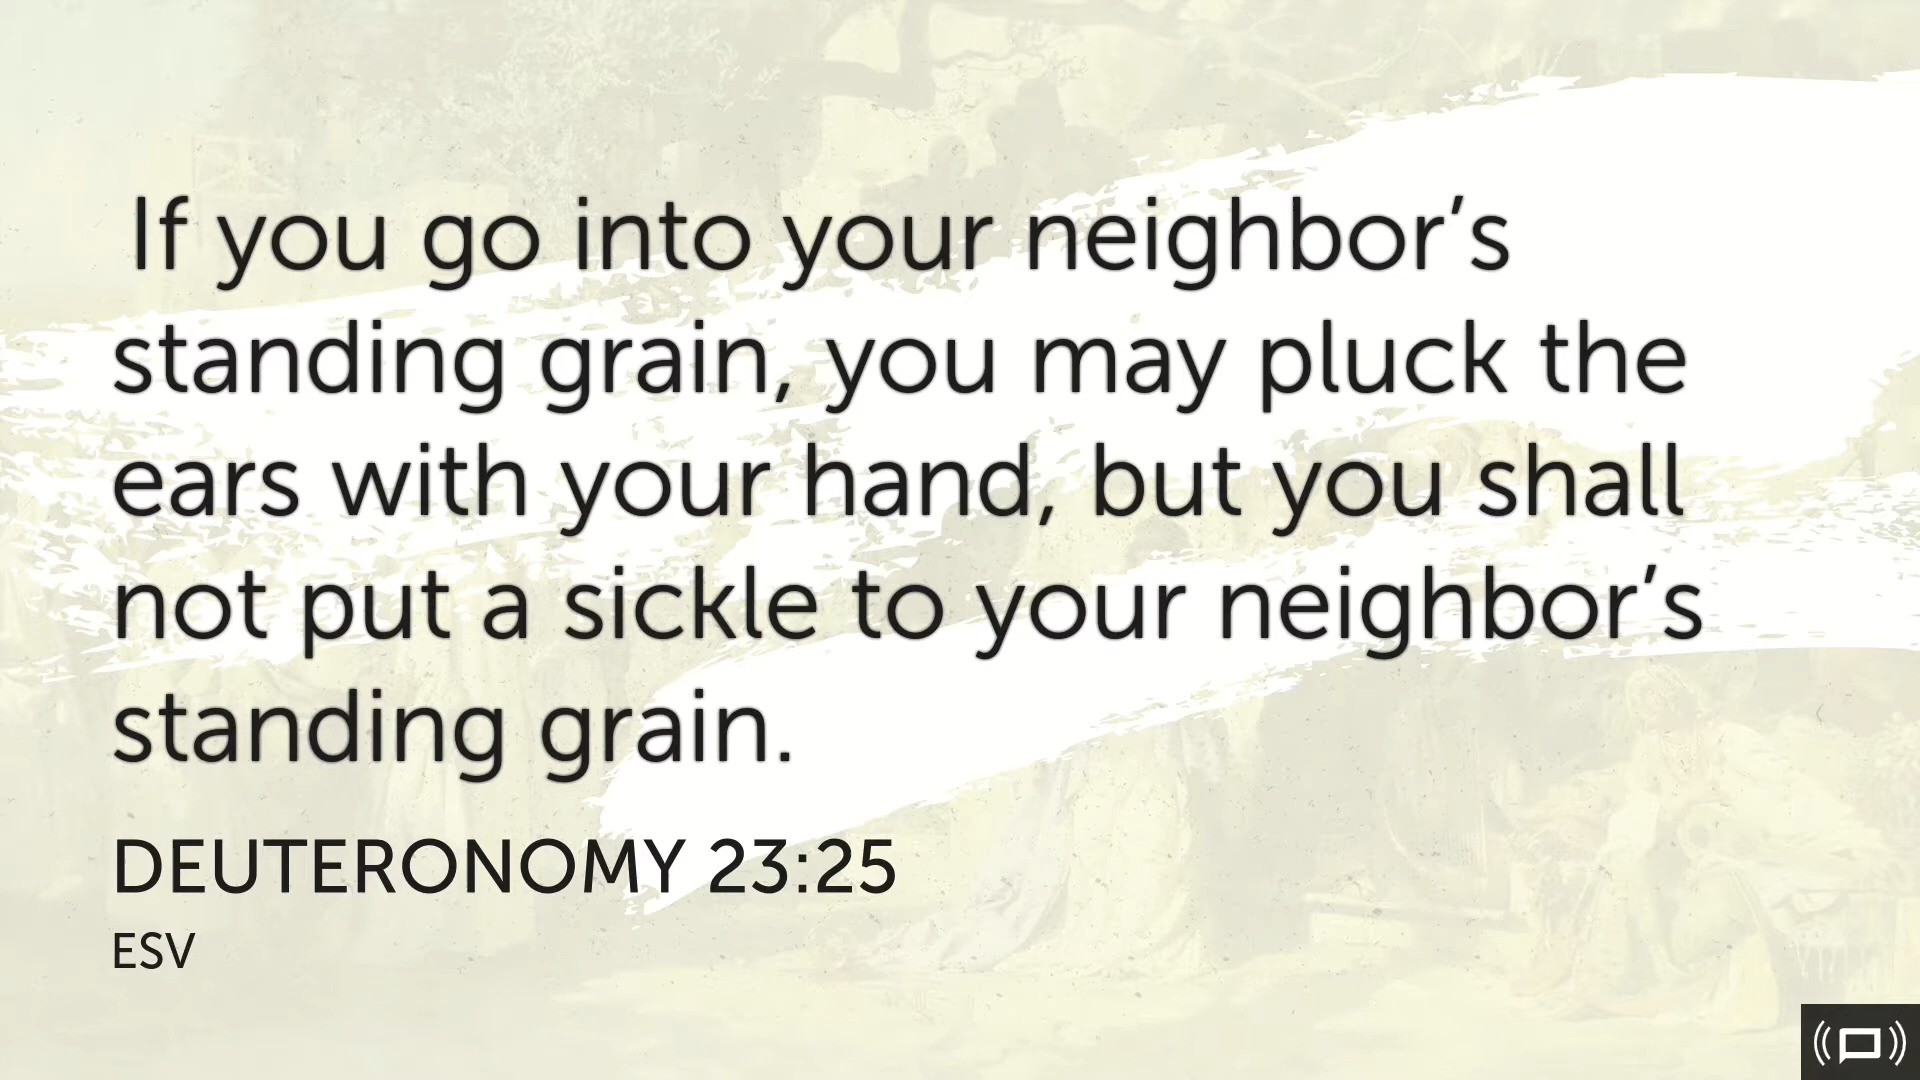 If you go into your neighbor’s
standing grain, you may pluck the
ears with your hand, but you shall
not put a sickle to your neighbor’s
standing grain.
DEUTERONOMY 23:25
ESV